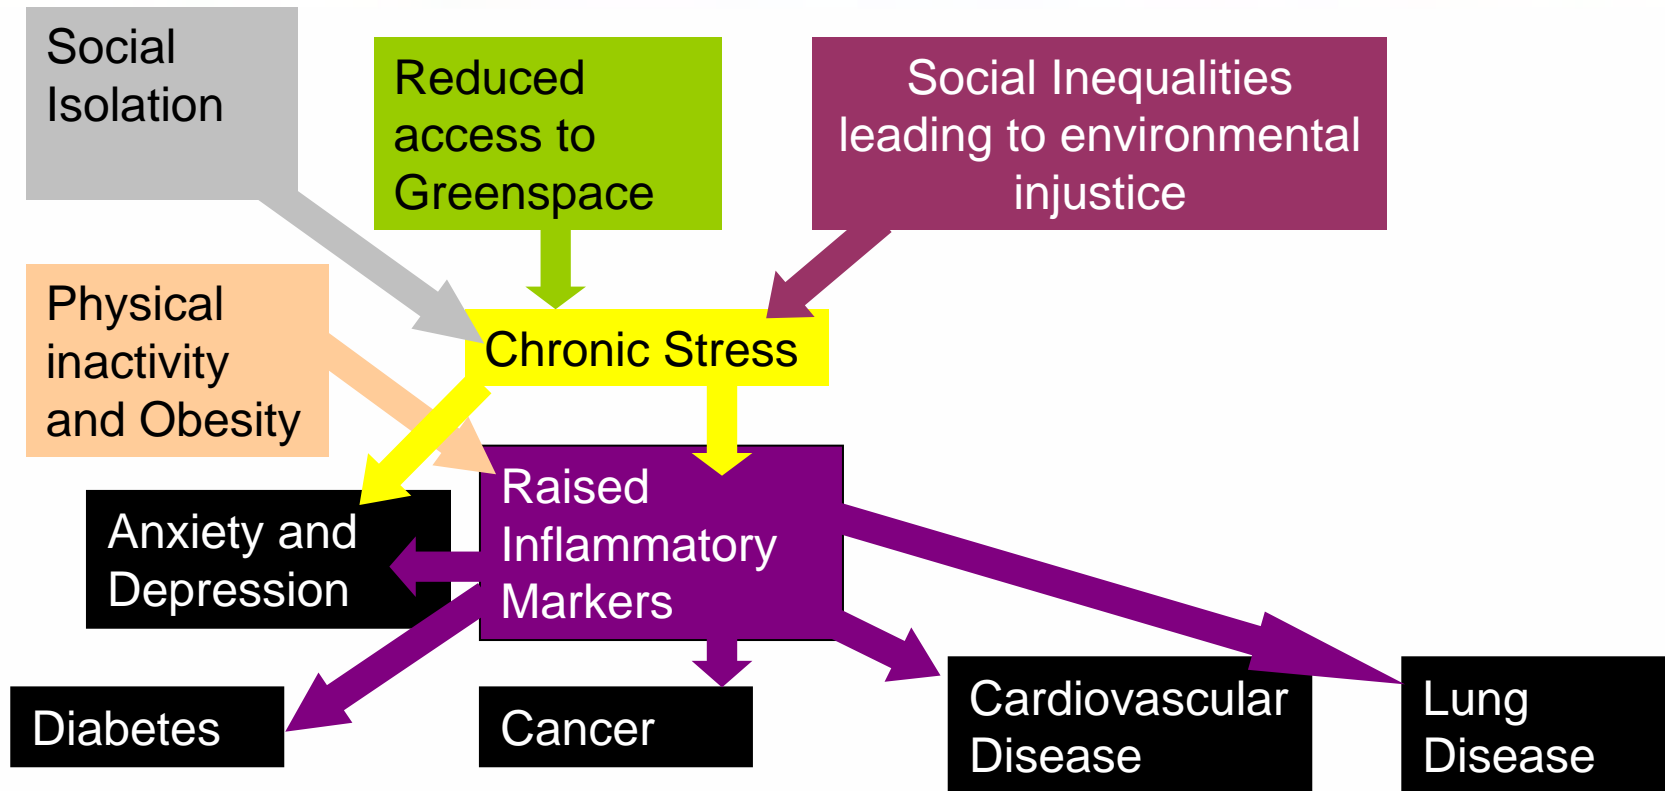 Social
Isolation
Reduced
access to
Greenspace
Social Inequalities
leading to environmental
injustice
Physical
inactivity
and Obesity
Chronic Stress
Anxiety and
Depression
Raised
Inflammatory
Markers
Diabetes
Cancer
Cardiovascular
Disease
Lung
Disease